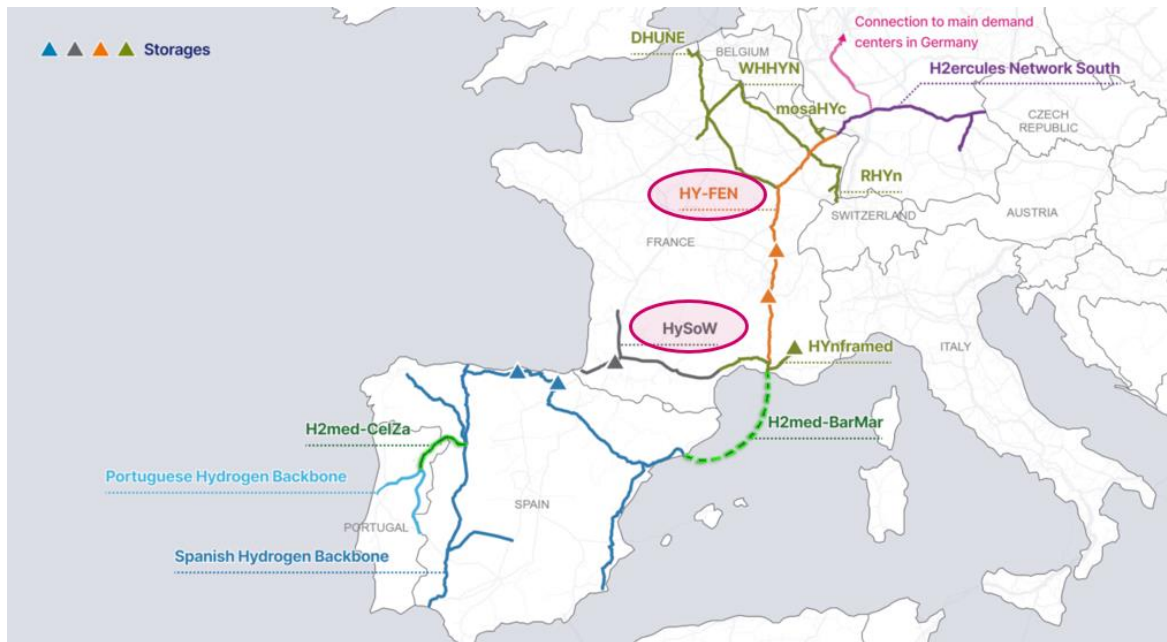 Storages
DHUNE
BELGIUM
WHHYN
Connection to main demand
centers in Germany
H2ercules Network South
mosaHYc
CZECH
REPUBLIC
HY-FEN
RHYn
SWITZERLAND
AUSTRIA
FRANCE
HySoW
HYnframed
ITALY
H2med-CelZa
H2med-BarMar
Portuguese Hydrogen Backbone
SPAIN
PORTUGAL
Spanish Hydrogen Backbone